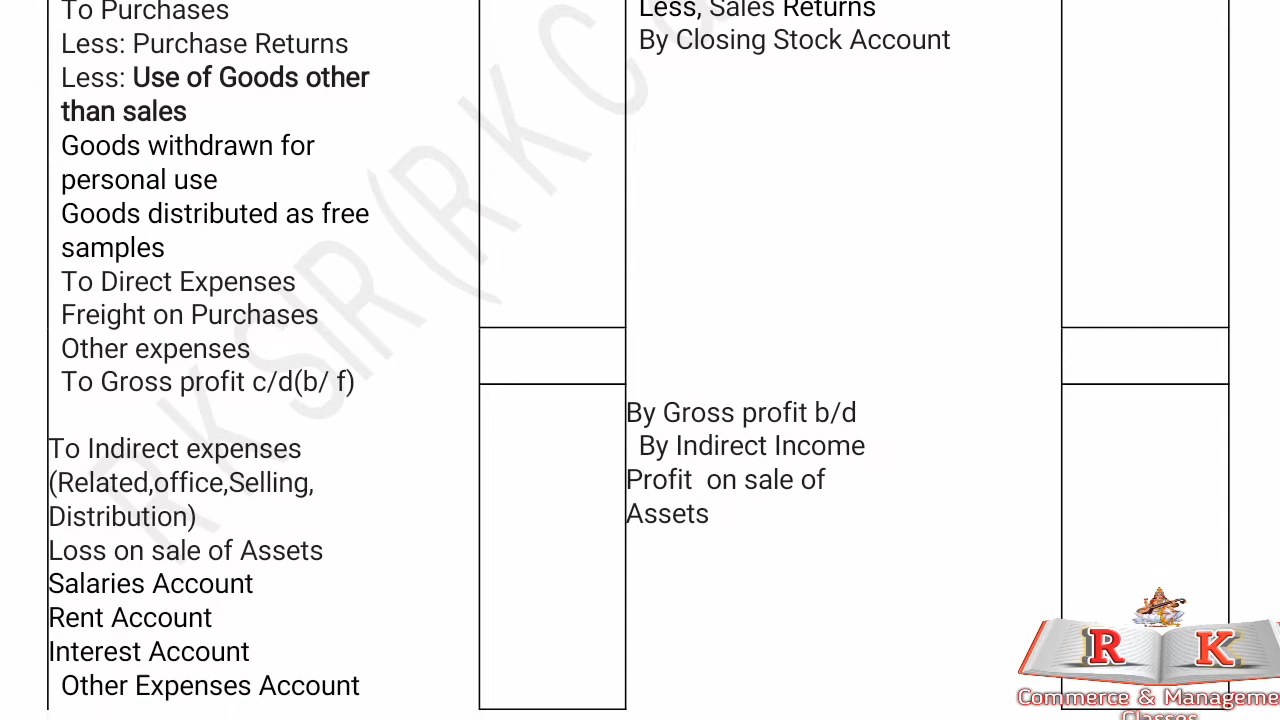 To Purchases
Less: Purchase Returns
Less: Use of Goods other
than sales
Goods withdrawn for
personal use
Goods distributed as free
samples
To Direct Expenses
Freight on Purchases
Other expenses
To Gross profit c/d(b/ f)
To Indirect expenses
(Related,office,Selling,
Distribution)
Loss on sale of Assets
Salaries Account
Rent Account
Interest Account
Other Expenses Account
Less, Sales Returns
By Closing Stock Account
By Gross profit b/d
By Indirect Income
Profit  on sale of
Assets
R K SIR (R K C
R K
Commerce & Manageme
Classes